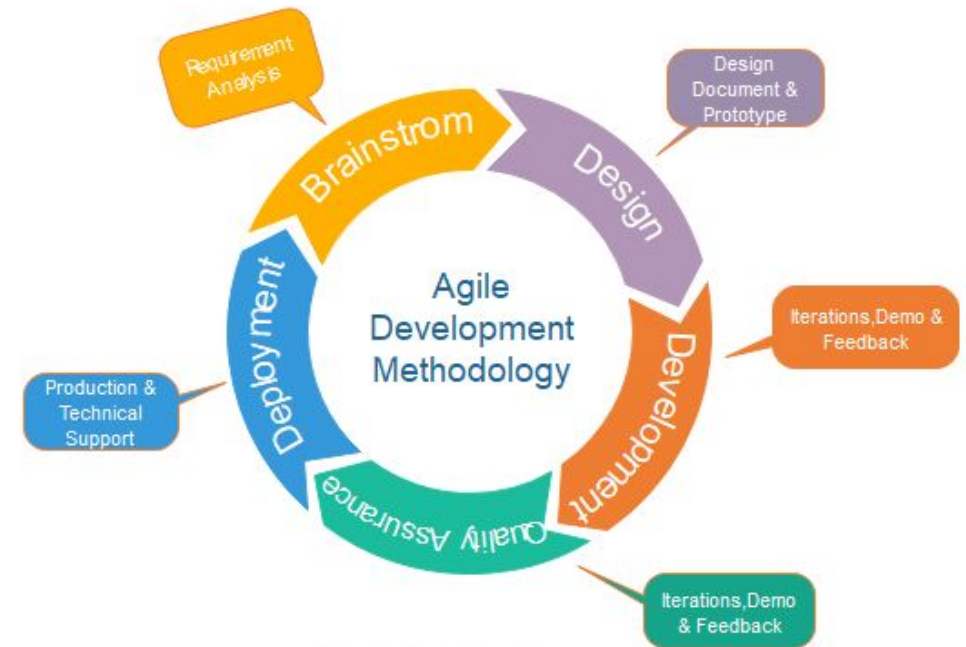 Requirement
Analysis
Brainstrom
Design
Document &
Prototype
Design
Agile
Development
Methodology
Iterations,Demo &
Feedback
Development
Deployment
Production &
Technical
Support
Quality Assurance
Iterations,Demo
& Feedback